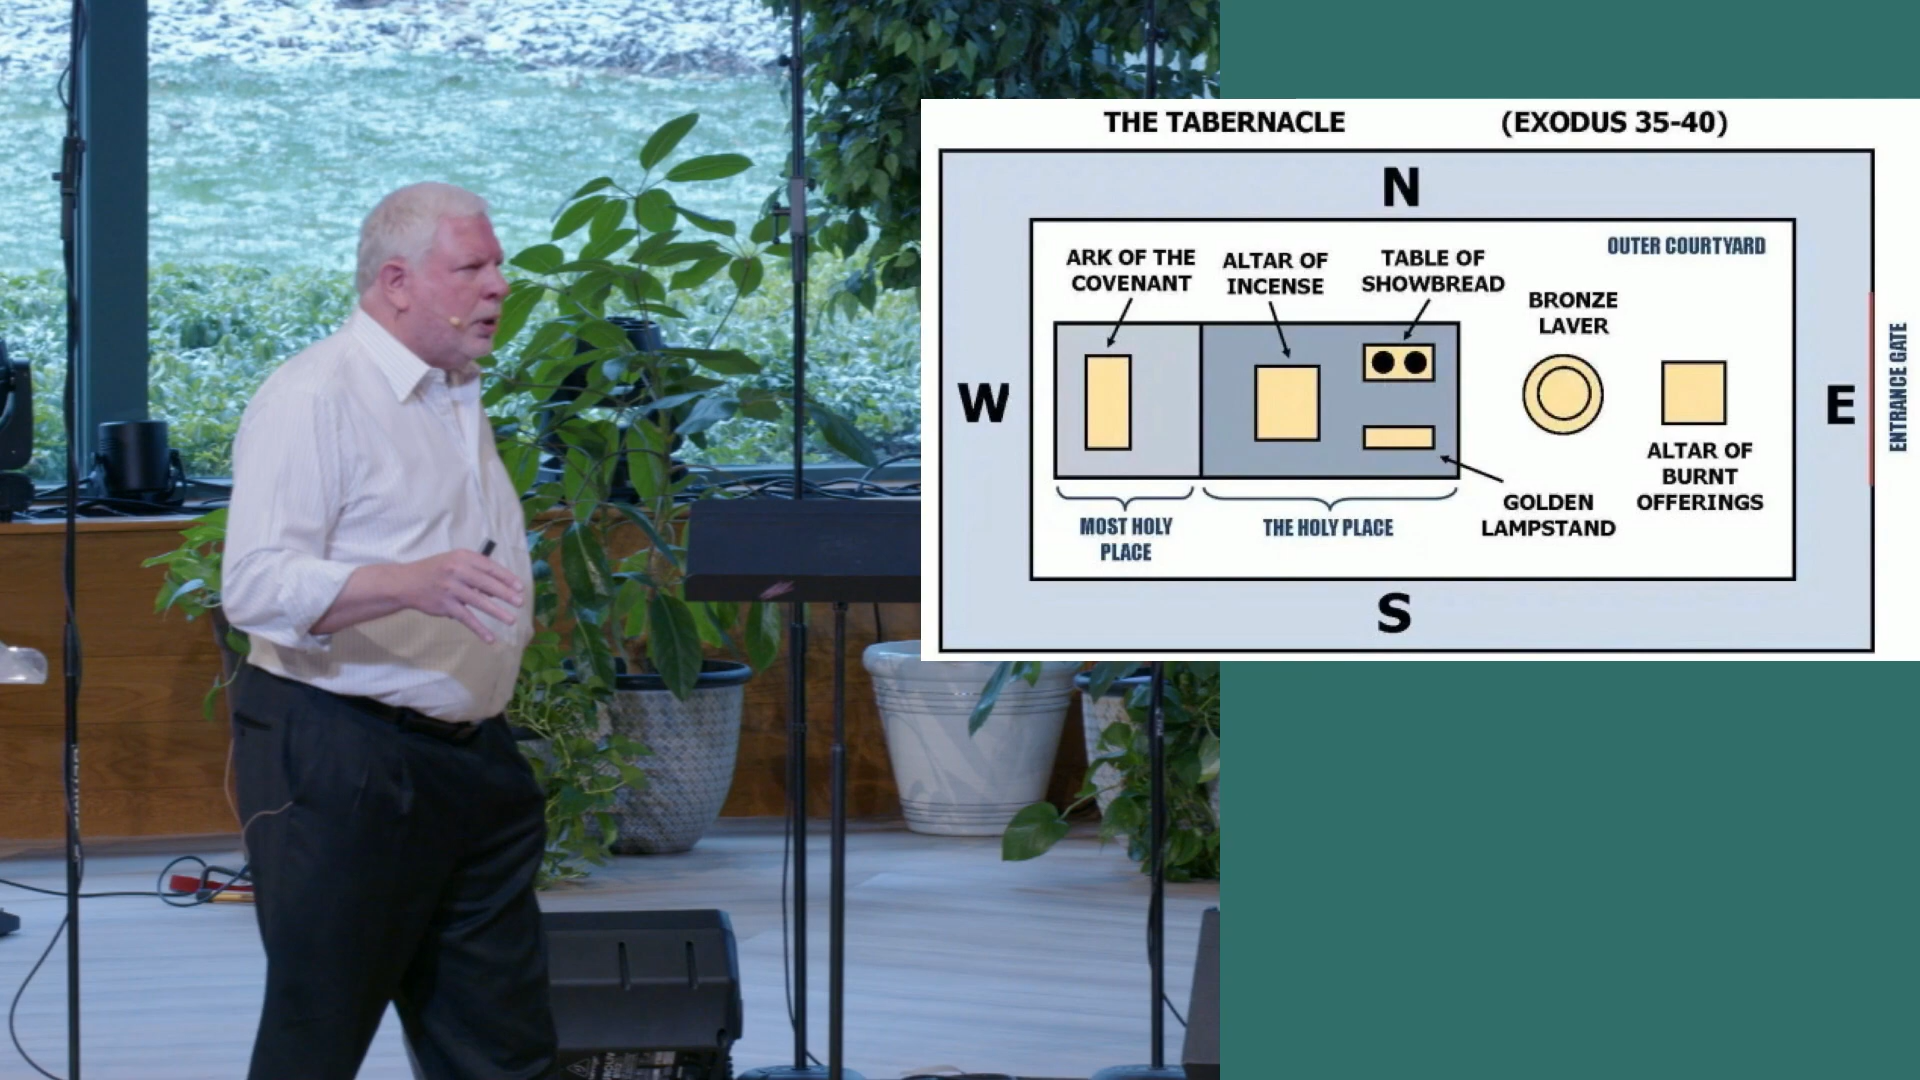 THE TABERNACLE (EXODUS 35-40)
N
OUTER COURTYARD
ARK OF THE
COVENANT
ALTAR OF
INCENSE
TABLE OF
SHOWBREAD
BRONZE
LAVER
W
E
ENTRANCE GATE
ALTAR OF
BURNT
OFFERINGS
GOLDEN
LAMPSTAND
MOST HOLY
PLACE
THE HOLY PLACE
S